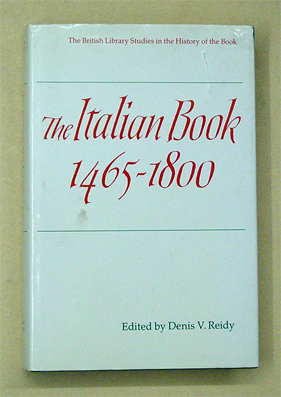 The British Library Studies in the History of the Book
The Italian Book
1465-1800
Edited by Denis V. Reidy